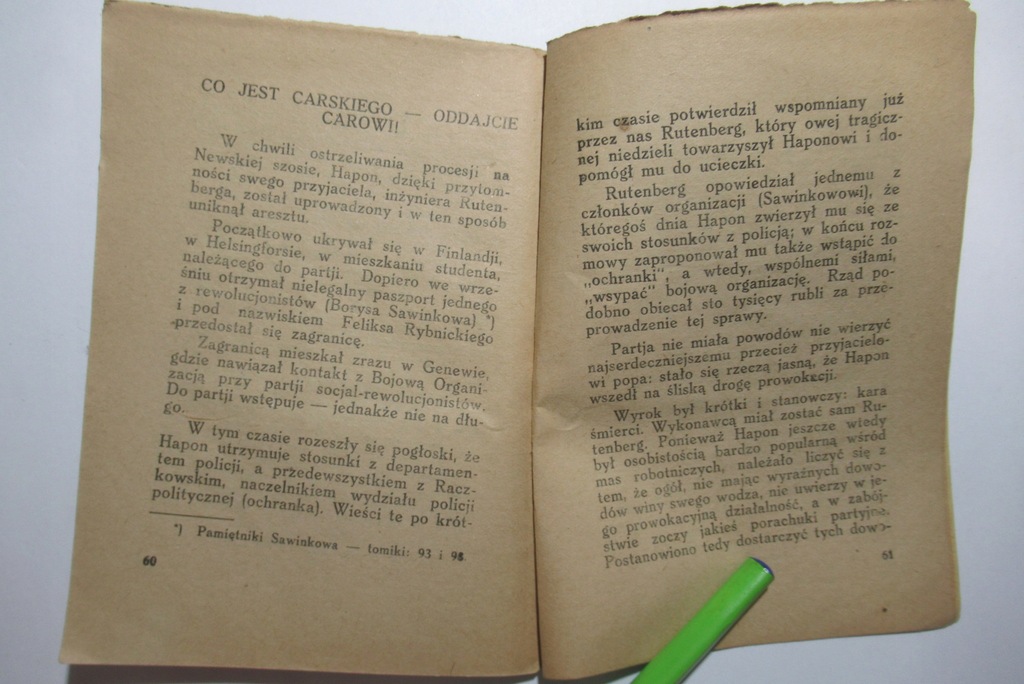 CO JEST CARSKIEGO — ODDAJCIE
CAROWI!
W chwili ostrzeliwania procesji na
Newskiej szosie, Hapon, dzięki przytom-
ności swego przyjaciela, inżyniera Ruten-
berga, został uprowadzony i w ten sposób
uniknął aresztu.
Początkowo ukrywał się w Finlandji,
w Helsingforsie, w mieszkaniu studenta,
należącego do partji. Dopiero we wrze-
śniu otrzymał nielegalny paszport jednego
z rewolucjonistów (Borysa Sawinkowa) *)
i pod nazwiskiem Feliksa Rybnickiego
przedostał się zagranicę.
Zagranicą mieszkał zrazu w Genewie,
gdzie nawiązał kontakt z Bojową Organi-
zacją przy partji socjal-rewolucjonistów.
Do partji wstępuje — jednakże nie na dłu-
go.
W tym czasie rozeszły się pogłoski, że
Hapon utrzymuje stosunki z departamen-
tem policji, a przedewszystkiem z Racz-
kowskim, naczelnikiem wydziału policji
politycznej (ochranka). Wieści te po krót-
*) Pamiętniki Sawinkowa — tomiki: 93 i 98.
60
kim czasie potwierdził wspomniany już
przez nas Rutenberg, który owej tragicz-
nej niedzieli towarzyszył Haponowi i do-
pomógł mu do ucieczki.
Rutenberg opowiedział jednemu z
członków organizacji (Sawinkowowi), że
któregoś dnia Hapon zwierzył mu się ze
swoich stosunków z policją; w końcu roz-
mowy zaproponował mu także wstąpić do
„ochranki", a wtedy, wspólnemi siłami,
„wsypać" bojową organizację. Rząd po-
dobno obiecał sto tysięcy rubli za prze-
prowadzenie tej sprawy.
Partja nie miała powodów nie wierzyć
najserdeczniejszemu przecież przyjacielo-
wi popa: stało się rzeczą jasną, że Hapon
wszedł na śliską drogę prowokacji.
Wyrok był krótki i stanowczy: kara
śmierci. Wykonawcą miał zostać sam Ru-
tenberg. Ponieważ Hapon jeszcze wtedy
był osobistością bardzo popularną wśród
mas robotniczych, należało liczyć się z
tem, że ogół, nie mając wyraźnych dowo-
dów winy swego wodza, nie uwierzy w je-
go prowokacyjną działalność, a w zabój-
stwie zoczy jakieś porachuki partyjne.
Postanowiono tedy dostarczyć tych dowo-
61